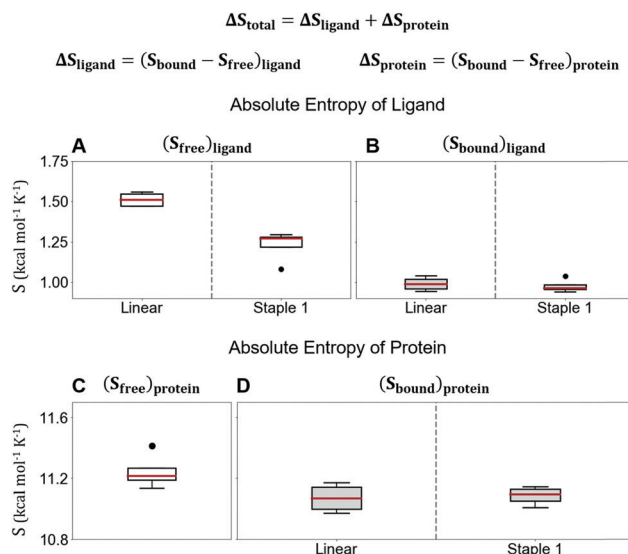 ΔS_total = ΔS_ligand + ΔS_protein
ΔS_ligand = (S_bound − S_free)_ligand ΔS_protein = (S_bound − S_free)_protein
Absolute Entropy of Ligand
A (S_free)_ligand B (S_bound)_ligand
S (kcal mol⁻¹ K⁻¹)
1.75
1.50
1.25
1.00
Linear Staple 1 Linear Staple 1
Absolute Entropy of Protein
C (S_free)_protein D (S_bound)_protein
S (kcal mol⁻¹ K⁻¹)
11.6
11.2
10.8
Linear Staple 1